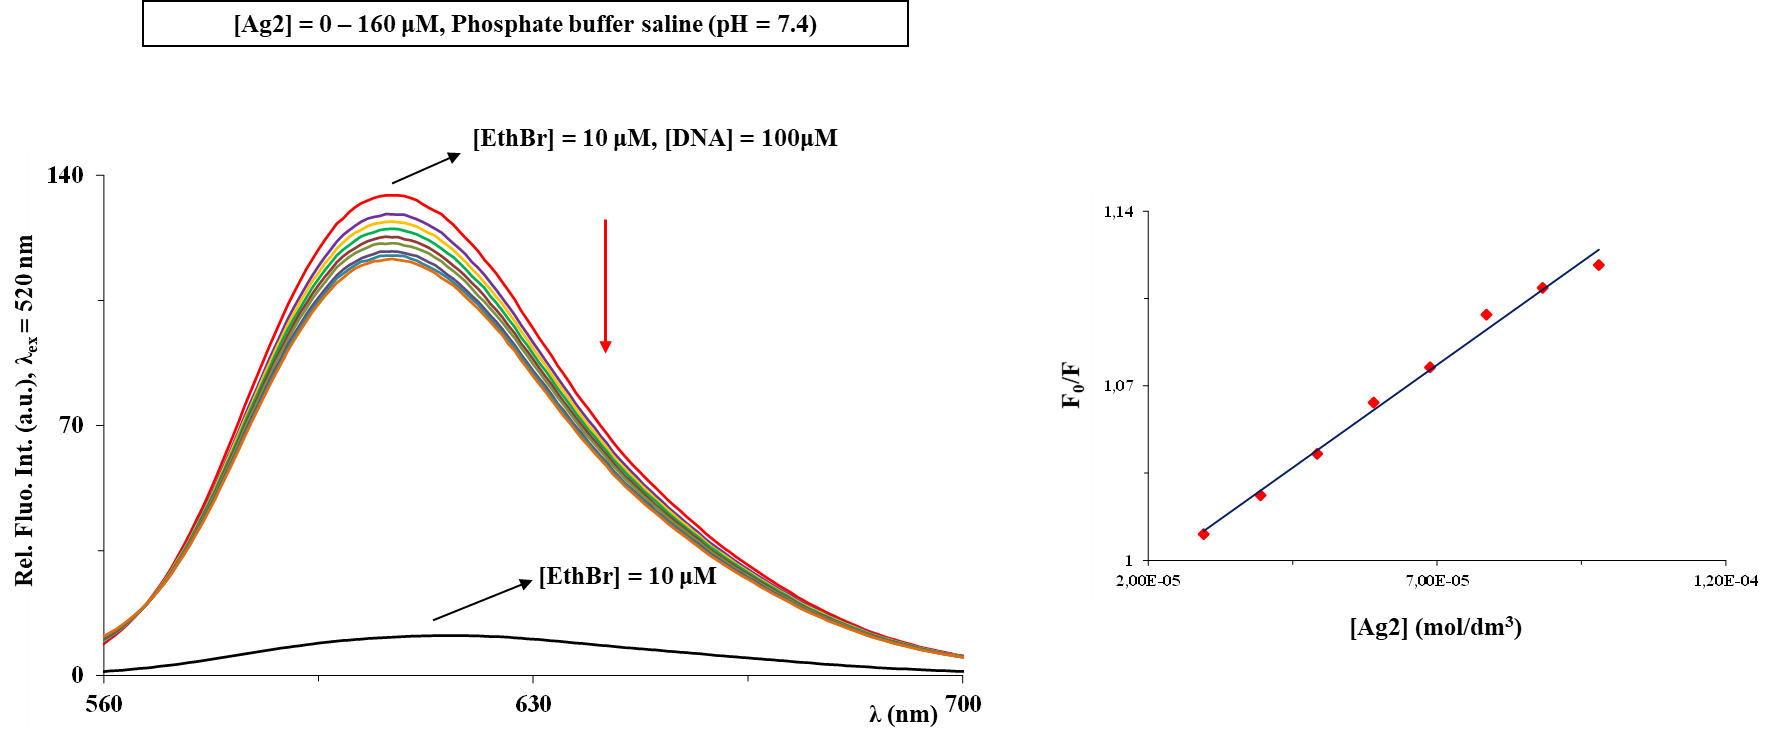 [Ag2] = 0 – 160 μM, Phosphate buffer saline (pH = 7.4)
[EthBr] = 10 μM, [DNA] = 100μM
140
70
0
Rel. Fluo. Int. (a.u.), λex = 520 nm
[EthBr] = 10 μM
560
630
700
λ (nm)
1,14
1,07
1
F0/F
2,00E-05
7,00E-05
1,20E-04
[Ag2] (mol/dm³)